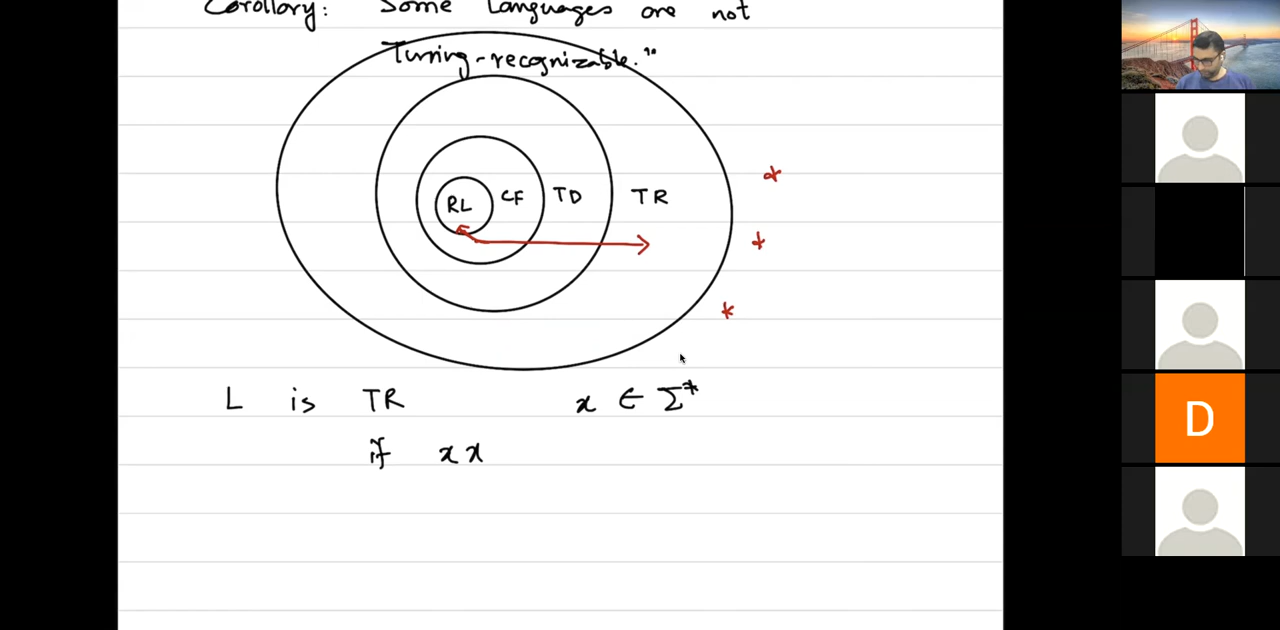 Corollary: Some Languages are not
Turing-recognizable."
RL CF TD TR
L is TR x ∈ Σ*
if x x
D